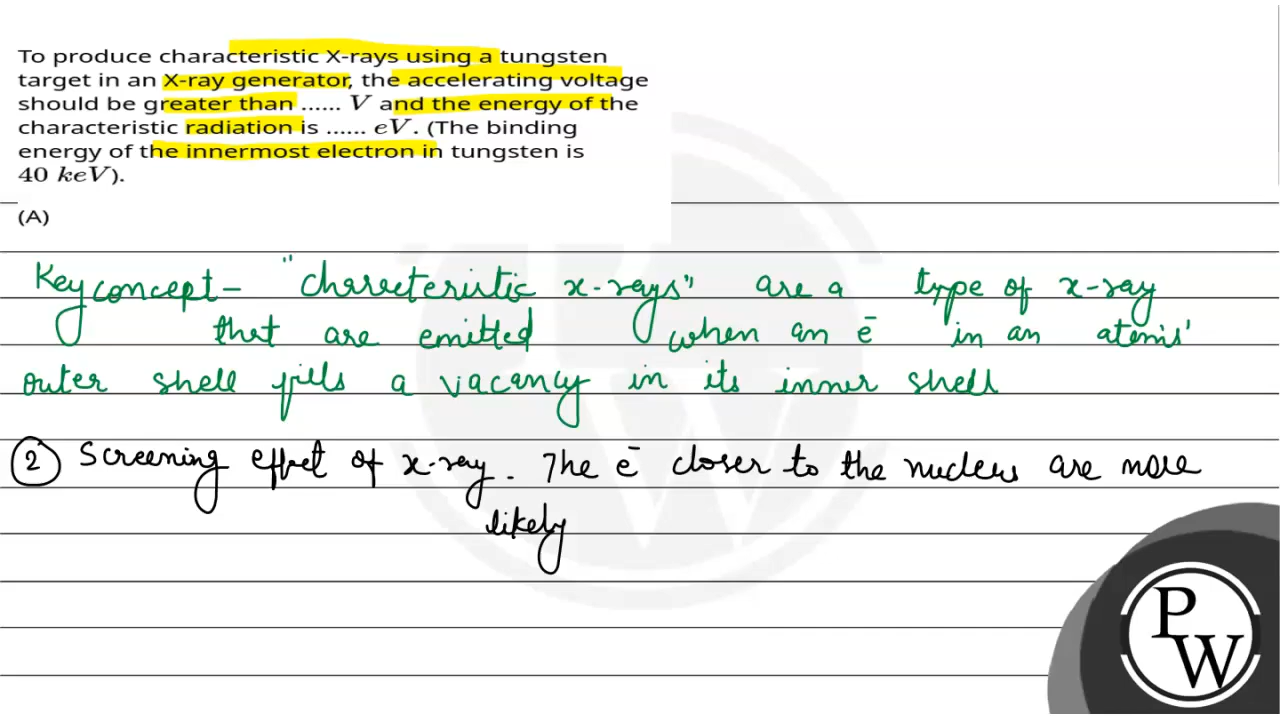 To produce characteristic X-rays using a tungsten
target in an X-ray generator, the accelerating voltage
should be greater than ...... V and the energy of the
characteristic radiation is ...... eV. (The binding
energy of the innermost electron in tungsten is
40 keV).
(A)
Key concept - "characteristic x-rays" are a type of x-ray
that are emitted when an ē in an atoms'
outer shell fills a vacancy in its inner shell
② Screening effect of x-ray. The ē closer to the nucleus are more
likely
P
W